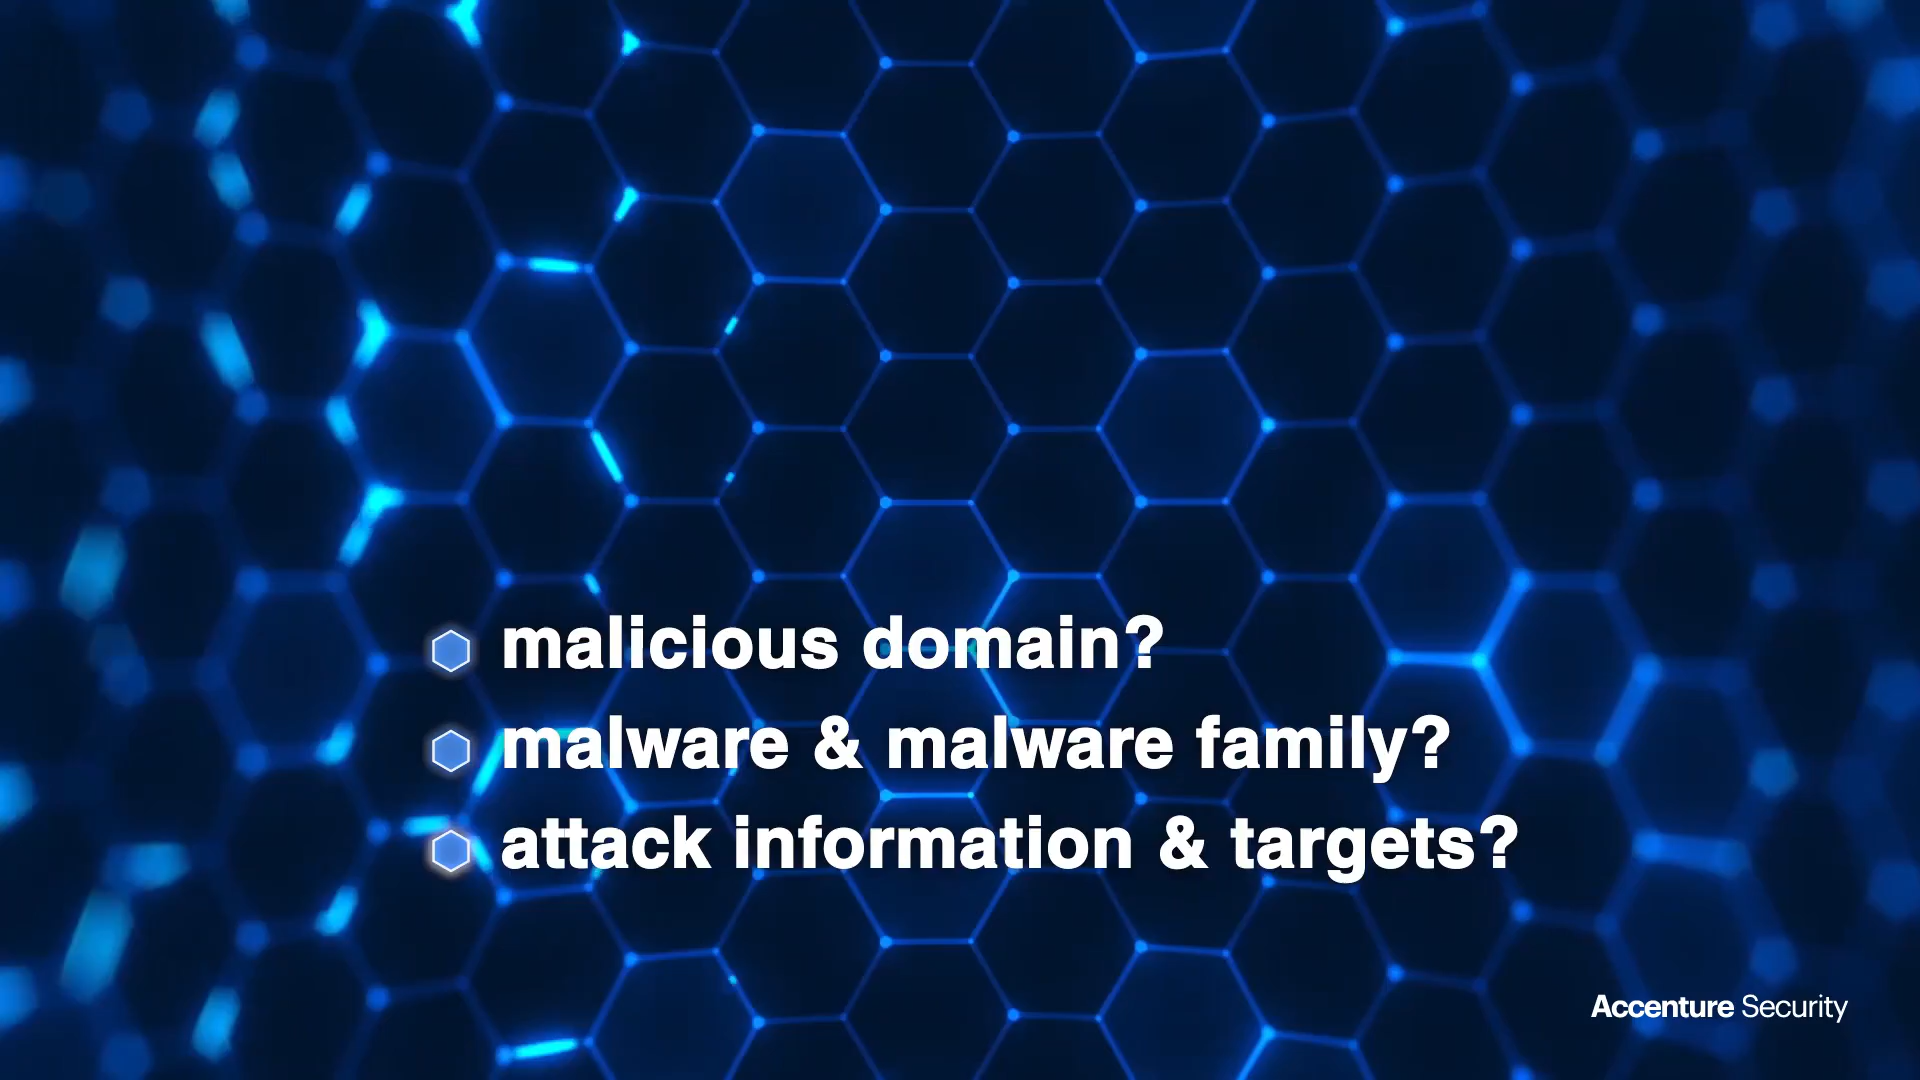 malicious domain?
malware & malware family?
attack information & targets?
Accenture Security